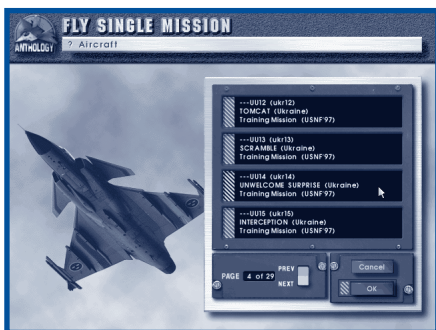 FLY SINGLE MISSION
ANTHOLOGY
? Aircraft
---UU12 (ukr12)
TOMCAT (Ukraine)
Training Mission (USNF'97)
---UU13 (ukr13)
SCRAMBLE (Ukraine)
Training Mission (USNF'97)
---UU14 (ukr14)
UNWELCOME SURPRISE (Ukraine)
Training Mission (USNF'97)
---UU15 (ukr15)
INTERCEPTION (Ukraine)
Training Mission (USNF'97)
PAGE 4 of 29
PREV
NEXT
Cancel
OK